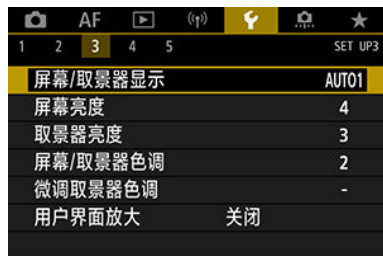 AF
1 2 3 4 5 SET UP3
屏幕/取景器显示 AUTO1
屏幕亮度 4
取景器亮度 3
屏幕/取景器色调 2
微调取景器色调 -
用户界面放大 关闭